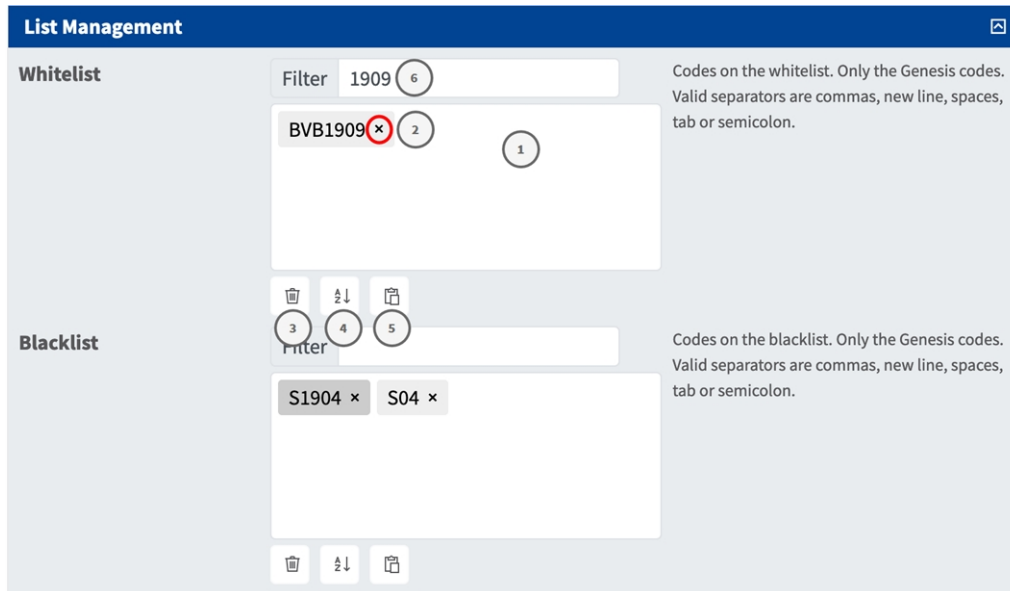 List Management
Whitelist
Filter 1909 6
Codes on the whitelist. Only the Genesis codes.
Valid separators are commas, new line, spaces,
tab or semicolon.
BVB1909 × 2
1
3 4 5
Blacklist
Filter
Codes on the blacklist. Only the Genesis codes.
Valid separators are commas, new line, spaces,
tab or semicolon.
S1904 × S04 ×